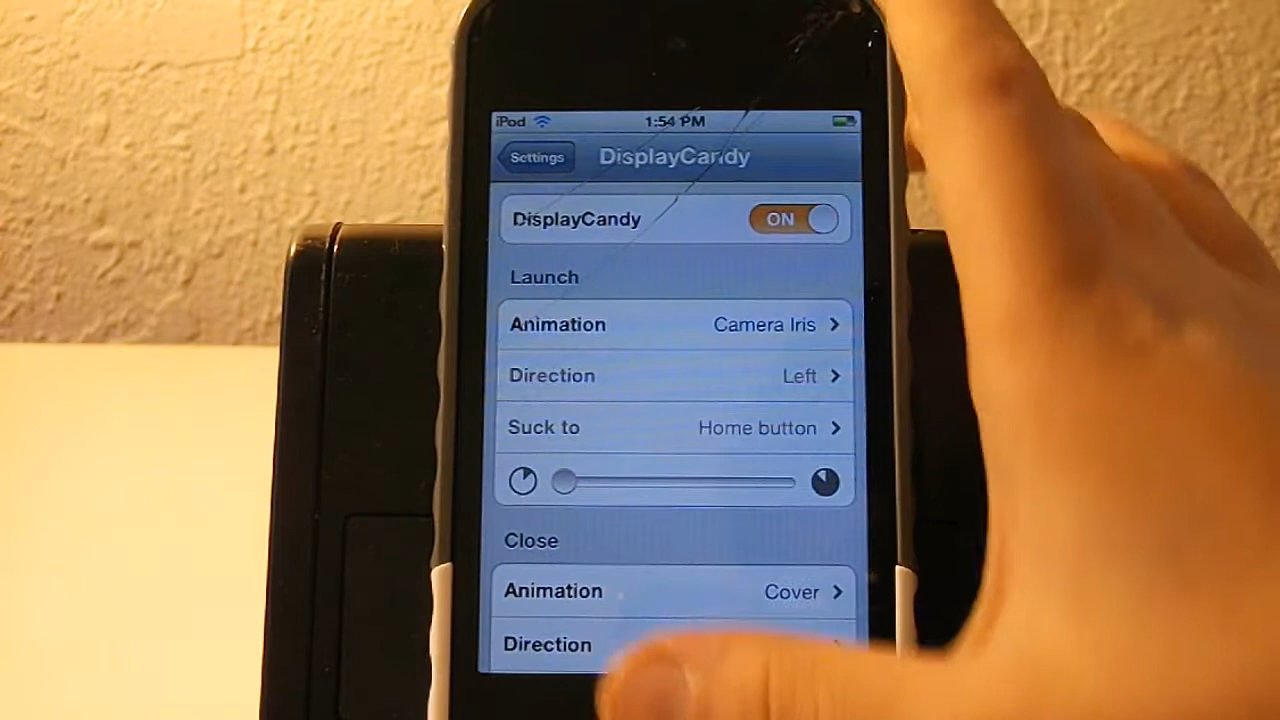 iPod 1:54 PM
Settings DisplayCandy
DisplayCandy ON
Launch
Animation Camera Iris
Direction Left
Suck to Home button
Close
Animation Cover
Direction